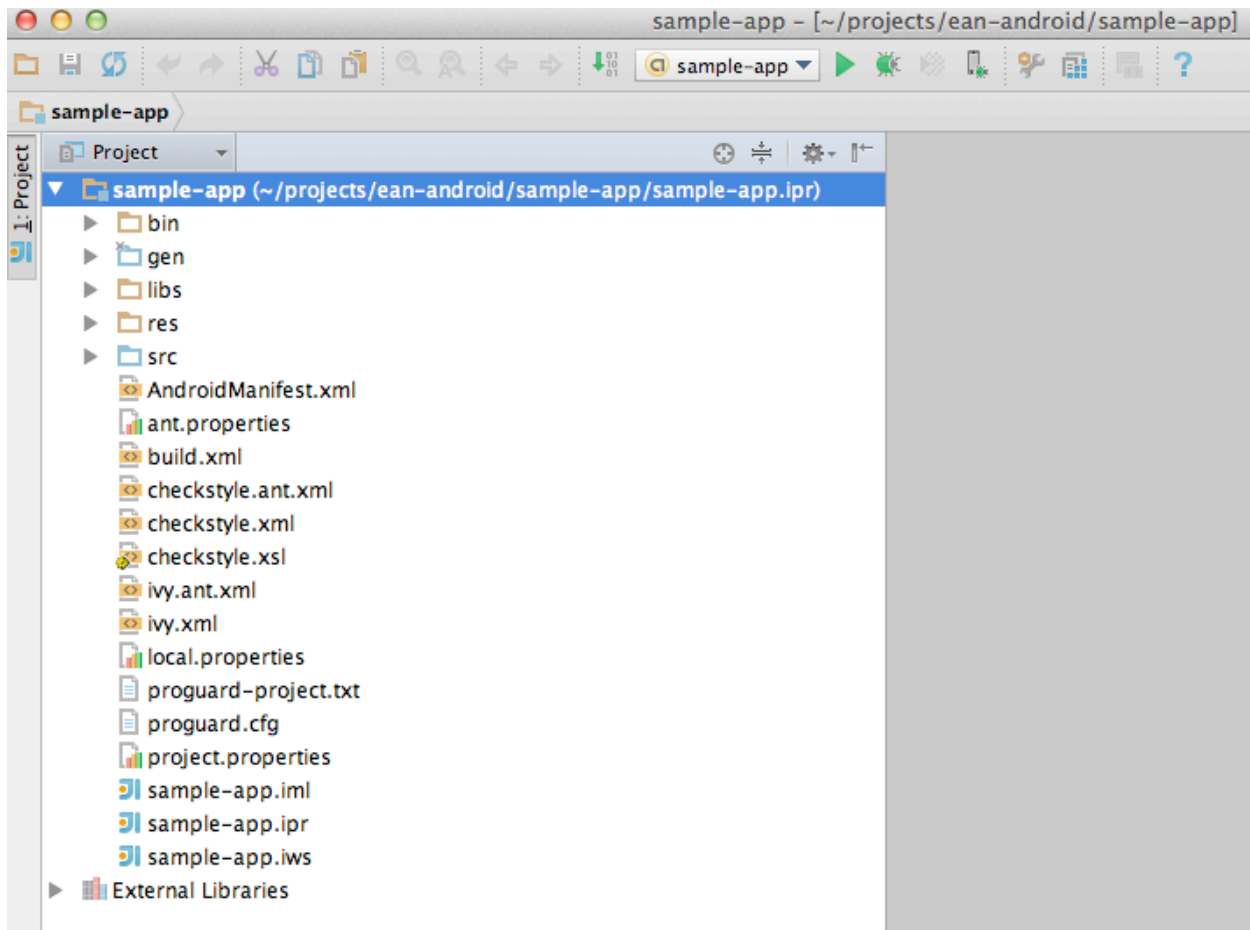 sample-app – [~/projects/ean-android/sample-app]
sample-app
?
sample-app
1: Project
Project
sample-app (~/projects/ean-android/sample-app/sample-app.ipr)
bin
gen
libs
res
src
AndroidManifest.xml
ant.properties
build.xml
checkstyle.ant.xml
checkstyle.xml
checkstyle.xsl
ivy.ant.xml
ivy.xml
local.properties
proguard-project.txt
proguard.cfg
project.properties
sample-app.iml
sample-app.ipr
sample-app.iws
External Libraries